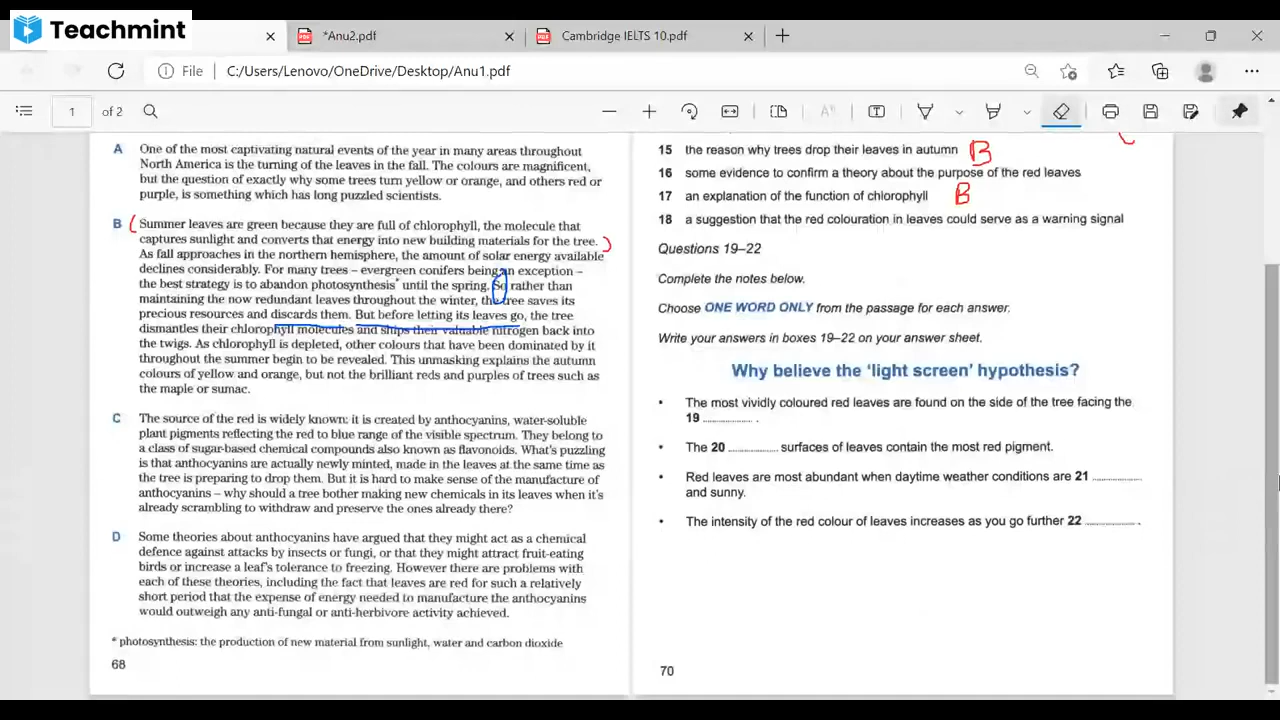 Teachmint
*Anu2.pdf
Cambridge IELTS 10.pdf
File
C:/Users/Lenovo/OneDrive/Desktop/Anu1.pdf
1 of 2
A One of the most captivating natural events of the year in many areas throughout
North America is the turning of the leaves in the fall. The colours are magnificent,
but the question of exactly why some trees turn yellow or orange, and others red or
purple, is something which has long puzzled scientists.
B Summer leaves are green because they are full of chlorophyll, the molecule that
captures sunlight and converts that energy into new building materials for the tree.
As fall approaches in the northern hemisphere, the amount of solar energy available
declines considerably. For many trees – evergreen conifers being an exception –
the best strategy is to abandon photosynthesis* until the spring. So rather than
maintaining the now redundant leaves throughout the winter, the tree saves its
precious resources and discards them. But before letting its leaves go, the tree
dismantles their chlorophyll molecules and ships their valuable nitrogen back into
the twigs. As chlorophyll is depleted, other colours that have been dominated by it
throughout the summer begin to be revealed. This unmasking explains the autumn
colours of yellow and orange, but not the brilliant reds and purples of trees such as
the maple or sumac.
C The source of the red is widely known: it is created by anthocyanins, water-soluble
plant pigments reflecting the red to blue range of the visible spectrum. They belong to
a class of sugar-based chemical compounds also known as flavonoids. What's puzzling
is that anthocyanins are actually newly minted, made in the leaves at the same time as
the tree is preparing to drop them. But it is hard to make sense of the manufacture of
anthocyanins – why should a tree bother making new chemicals in its leaves when it's
already scrambling to withdraw and preserve the ones already there?
D Some theories about anthocyanins have argued that they might act as a chemical
defence against attacks by insects or fungi, or that they might attract fruit-eating
birds or increase a leaf's tolerance to freezing. However there are problems with
each of these theories, including the fact that leaves are red for such a relatively
short period that the expense of energy needed to manufacture the anthocyanins
would outweigh any anti-fungal or anti-herbivore activity achieved.
* photosynthesis: the production of new material from sunlight, water and carbon dioxide
68
15 the reason why trees drop their leaves in autumn B
16 some evidence to confirm a theory about the purpose of the red leaves
17 an explanation of the function of chlorophyll B
18 a suggestion that the red colouration in leaves could serve as a warning signal
Questions 19–22
Complete the notes below.
Choose ONE WORD ONLY from the passage for each answer.
Write your answers in boxes 19–22 on your answer sheet.
Why believe the 'light screen' hypothesis?
• The most vividly coloured red leaves are found on the side of the tree facing the
19 .................. .
• The 20 .................. surfaces of leaves contain the most red pigment.
• Red leaves are most abundant when daytime weather conditions are 21 ..................
and sunny.
• The intensity of the red colour of leaves increases as you go further 22 .................. .
70